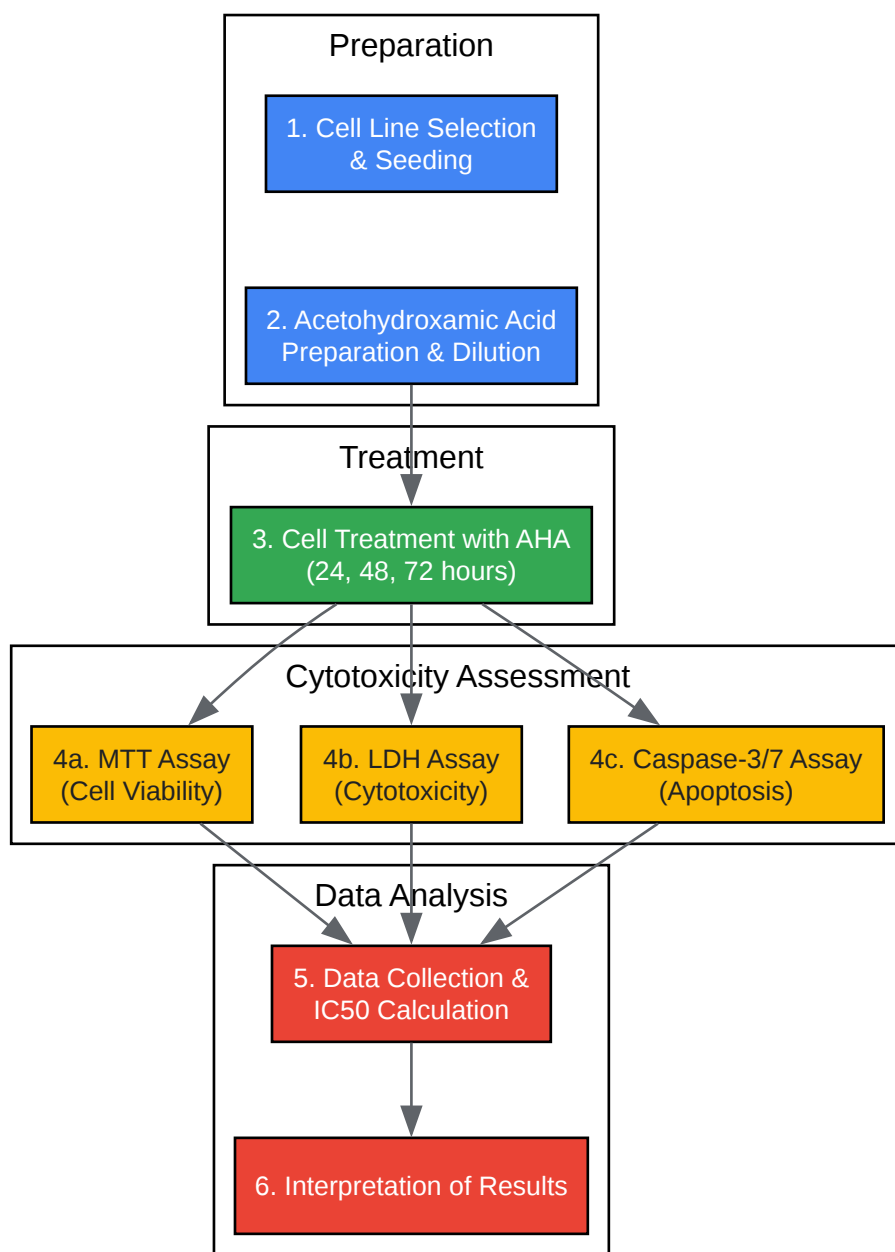 Preparation
1. Cell Line Selection
& Seeding
2. Acetohydroxamic Acid
Preparation & Dilution
Treatment
3. Cell Treatment with AHA
(24, 48, 72 hours)
Cytotoxicity Assessment
4a. MTT Assay
(Cell Viability)
4b. LDH Assay
(Cytotoxicity)
4c. Caspase-3/7 Assay
(Apoptosis)
Data Analysis
5. Data Collection &
IC50 Calculation
6. Interpretation of Results